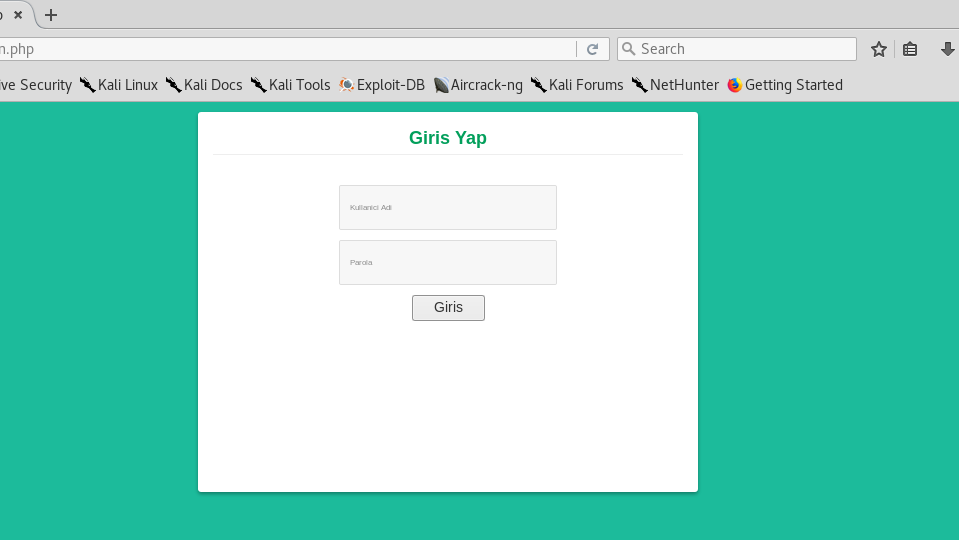 n.php
Search
ive Security Kali Linux Kali Docs Kali Tools Exploit-DB Aircrack-ng Kali Forums NetHunter Getting Started
Giris Yap
Kullanici Adi
Parola
Giris